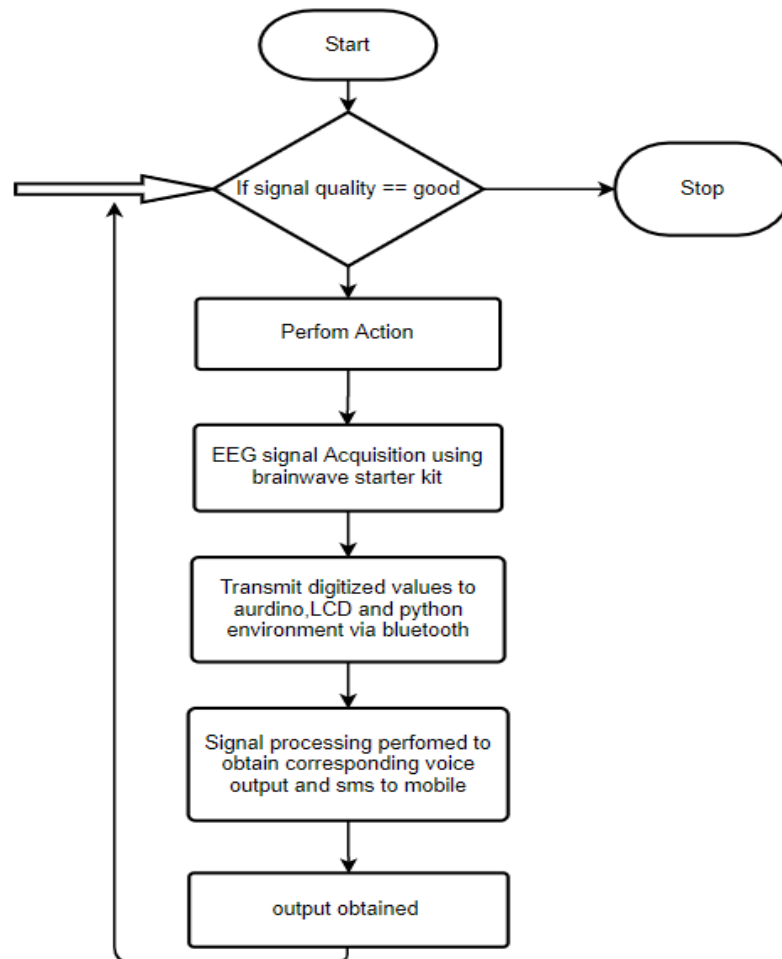 Start
If signal quality == good
Stop
Perfom Action
EEG signal Acquisition using
brainwave starter kit
Transmit digitized values to
aurdino,LCD and python
environment via bluetooth
Signal processing perfomed to
obtain corresponding voice
output and sms to mobile
output obtained